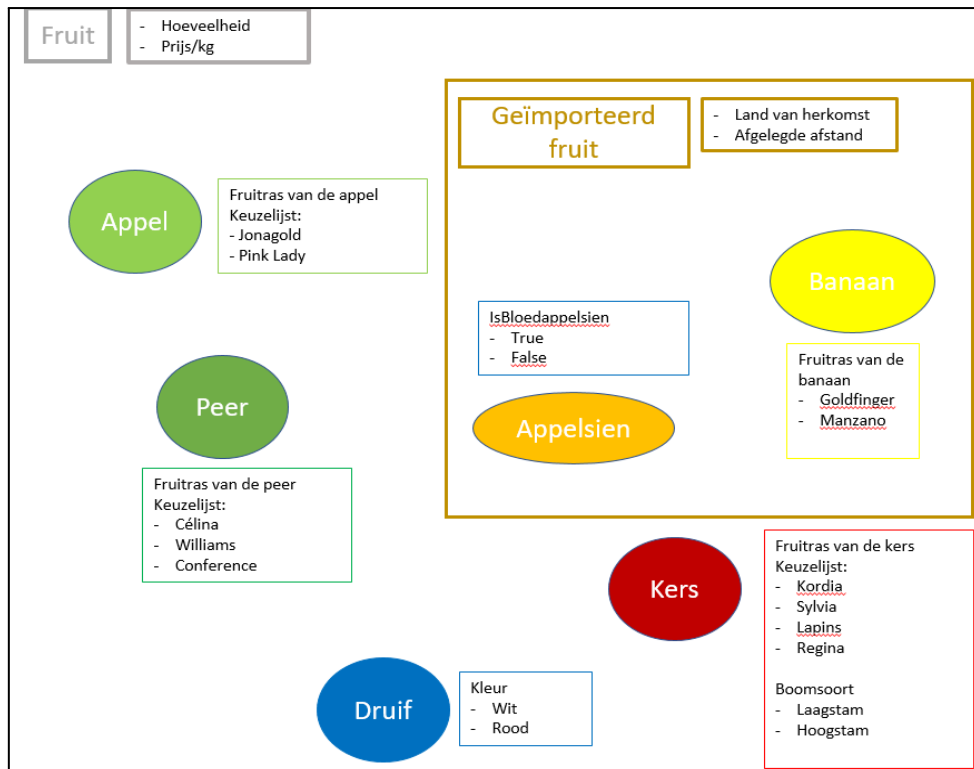 Fruit
- Hoeveelheid
- Prijs/kg
Geïmporteerd
fruit
- Land van herkomst
- Afgelegde afstand
Appel
Fruitras van de appel
Keuzelijst:
- Jonagold
- Pink Lady
Banaan
IsBloedappelsien
- True
- False
Fruitras van de
banaan
- Goldfinger
- Manzano
Peer
Appelsien
Fruitras van de peer
Keuzelijst:
- Célina
- Williams
- Conference
Kers
Fruitras van de kers
Keuzelijst:
- Kordia
- Sylvia
- Lapins
- Regina
Boomsoort
- Laagstam
- Hoogstam
Druif
Kleur
- Wit
- Rood